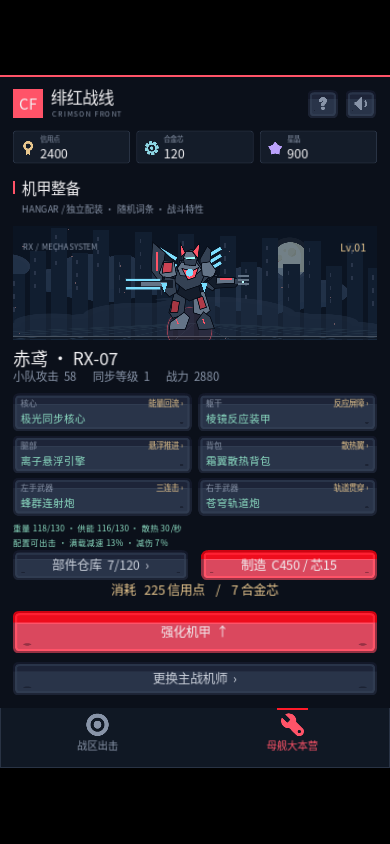 CF 绯红战线
CRIMSON FRONT
?
信用点 2400
合金芯 120
星晶 900
机甲整备
HANGAR / 独立配装 · 随机词条 · 战斗特性
RX / MECHA SYSTEM
Lv.01
赤鸢 · RX-07
小队攻击 58 同步等级 1 战力 2880
核心 能量回流 ›
极光同步核心
躯干 反应屏障 ›
棱镜反应装甲
腿部 悬浮推进 ›
离子悬浮引擎
背包 散热翼 ›
霜翼散热背包
左手武器 三连击 ›
蜂群连射炮
右手武器 轨道贯穿 ›
苍穹轨道炮
重量 118/130 · 供能 116/130 · 散热 30/秒
配置可出击 · 满载减速 13% · 减伤 7%
部件仓库 7/120 ›
制造 C450 / 芯15
消耗 225 信用点 / 7 合金芯
强化机甲 ↑
更换主战机师 ›
战区出击
母舰大本营